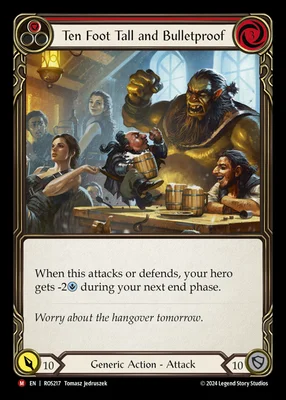 Ten Foot Tall and Bulletproof
When this attacks or defends, your hero
gets -2 during your next end phase.
Worry about the hangover tomorrow.
10 Generic Action - Attack 10
M EN | ROS217 Tomasz Jedruszek © 2024 Legend Story Studios